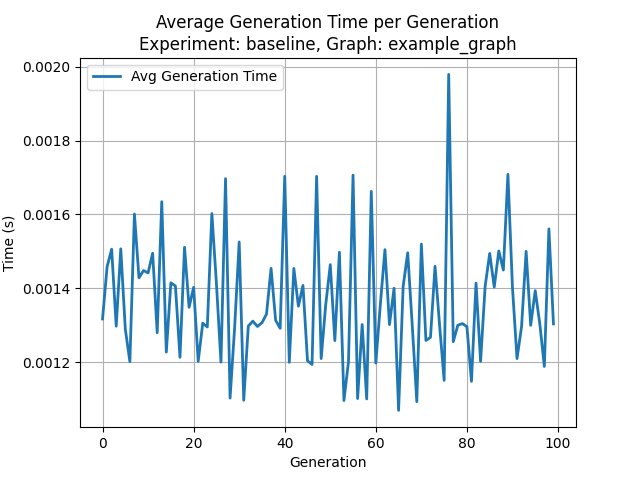 Average Generation Time per Generation
Experiment: baseline, Graph: example_graph
Avg Generation Time
0.0020
0.0018
0.0016
0.0014
0.0012
Time (s)
0 20 40 60 80 100
Generation